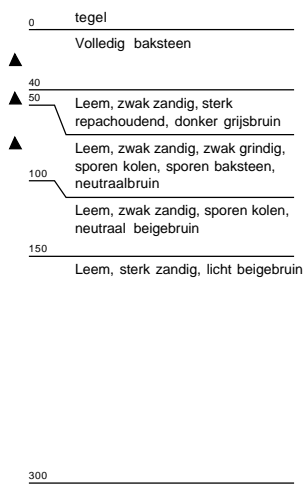 0 tegel
Volledig baksteen
40
50
Leem, zwak zandig, sterk
repachoudend, donker grijsbruin
Leem, zwak zandig, zwak grindig,
sporen kolen, sporen baksteen,
neutraalbruin
100
Leem, zwak zandig, sporen kolen,
neutraal beigebruin
150
Leem, sterk zandig, licht beigebruin
300